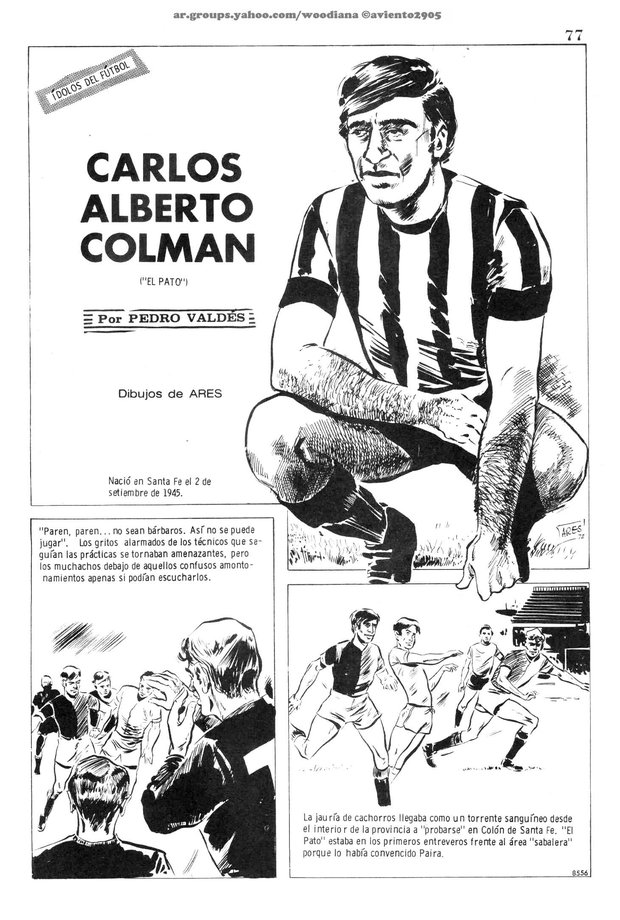 ar.groups.yahoo.com/woodiana ©aviento2905
77
ÍDOLOS DEL FÚTBOL
CARLOS
ALBERTO
COLMAN
("EL PATO")
Por PEDRO VALDÉS
Dibujos de ARES
Nació en Santa Fe el 2 de
setiembre de 1945.
ARES
72
"Paren, paren... no sean bárbaros. Así no se puede
jugar". Los gritos alarmados de los técnicos que se-
guían las prácticas se tornaban amenazantes, pero
los muchachos debajo de aquellos confusos amonto-
namientos apenas si podían escucharlos.
La jauría de cachorros llegaba como un torrente sanguíneo desde
el interior de la provincia a "probarse" en Colón de Santa Fe. "El
Pato" estaba en los primeros entreveros frente al área "sabalera"
porque lo había convencido Paira.
8556